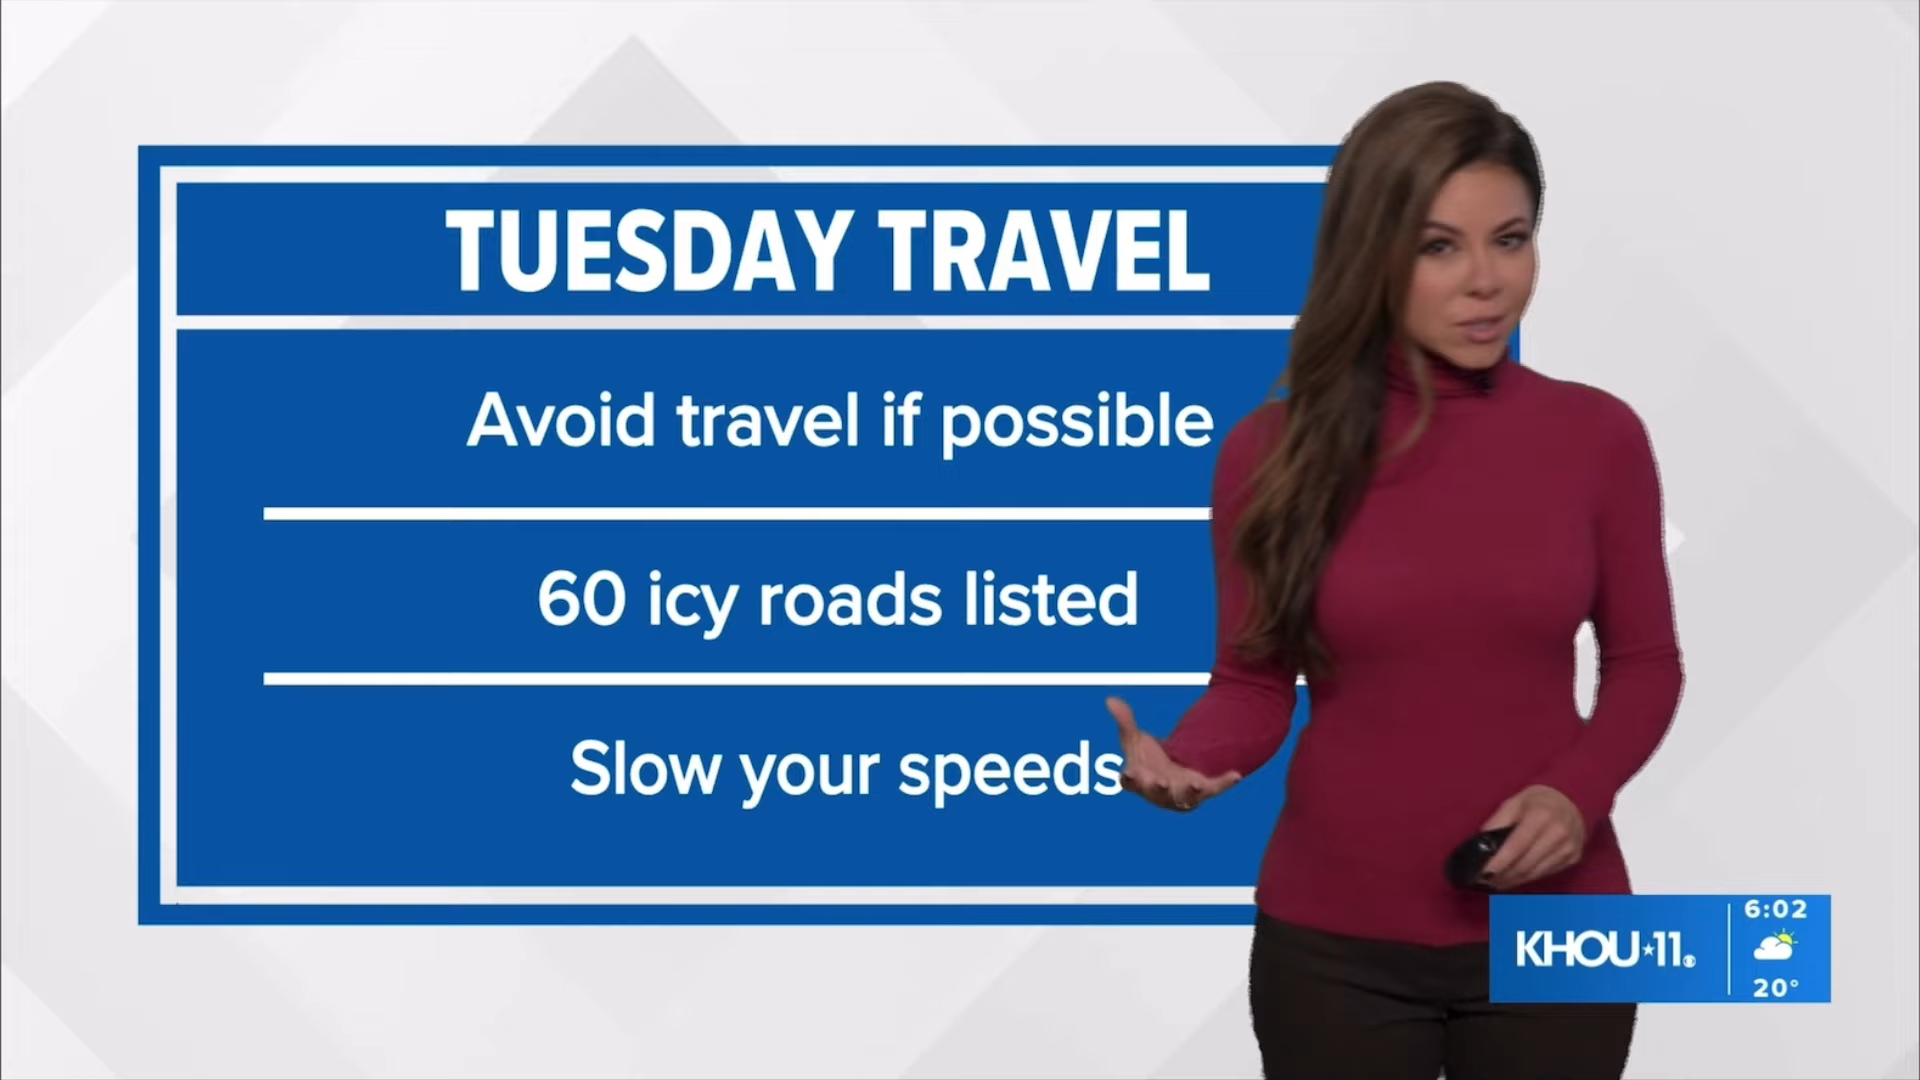 TUESDAY TRAVEL
Avoid travel if possible
60 icy roads listed
Slow your speeds
6:02
KHOU★11
20°